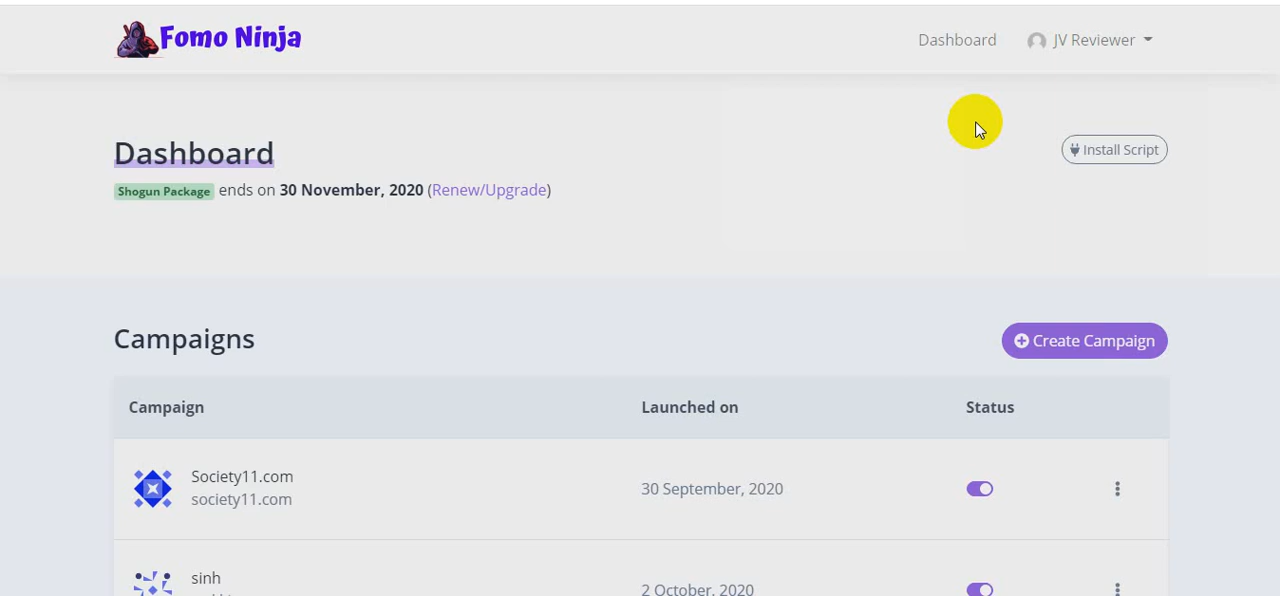 Fomo Ninja
Dashboard
JV Reviewer
Dashboard
Install Script
Shogun Package ends on 30 November, 2020 (Renew/Upgrade)
Campaigns
Create Campaign
Campaign Launched on Status
Society11.com
society11.com
30 September, 2020
sinh
2 October, 2020